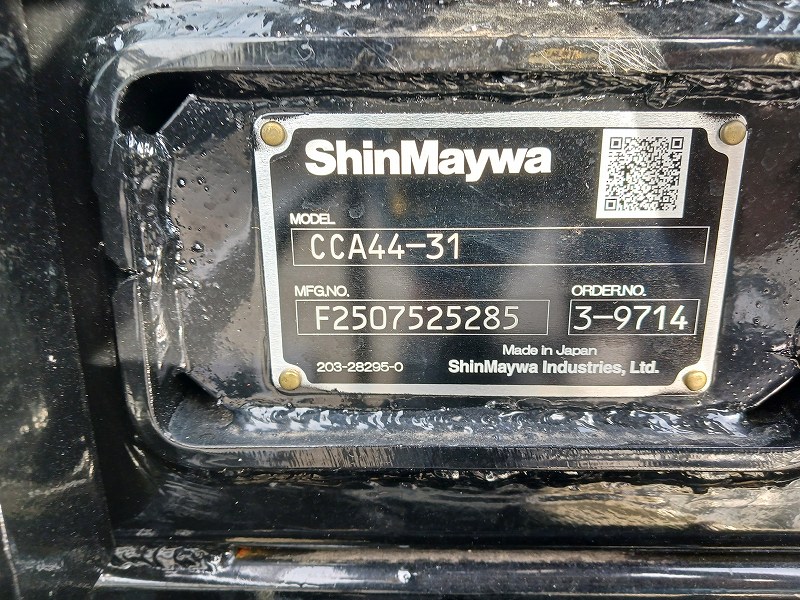 ShinMaywa
MODEL
CCA44-31
MFG.NO.
F2507525285
ORDER.NO.
3-9714
Made in Japan
203-28295-0
ShinMaywa Industries, Ltd.